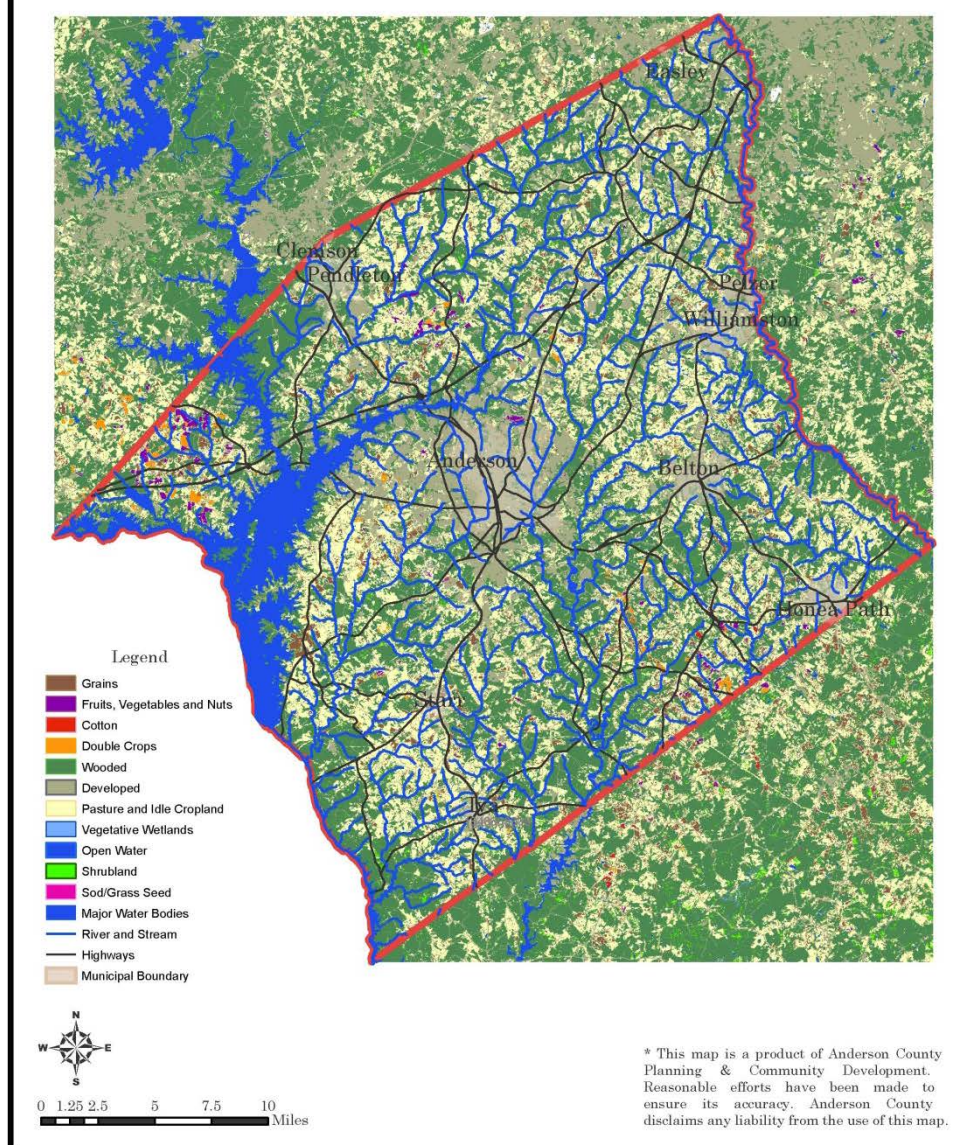 Easley
Clemson
Pendleton
Pelzer
Williamston
Anderson
Belton
Honea Path
Starr
Iva
Legend
Grains
Fruits, Vegetables and Nuts
Cotton
Double Crops
Wooded
Developed
Pasture and Idle Cropland
Vegetative Wetlands
Open Water
Shrubland
Sod/Grass Seed
Major Water Bodies
River and Stream
Highways
Municipal Boundary
N
W E
S
0 1.25 2.5 5 7.5 10
Miles
* This map is a product of Anderson County
Planning & Community Development.
Reasonable efforts have been made to
ensure its accuracy. Anderson County
disclaims any liability from the use of this map.